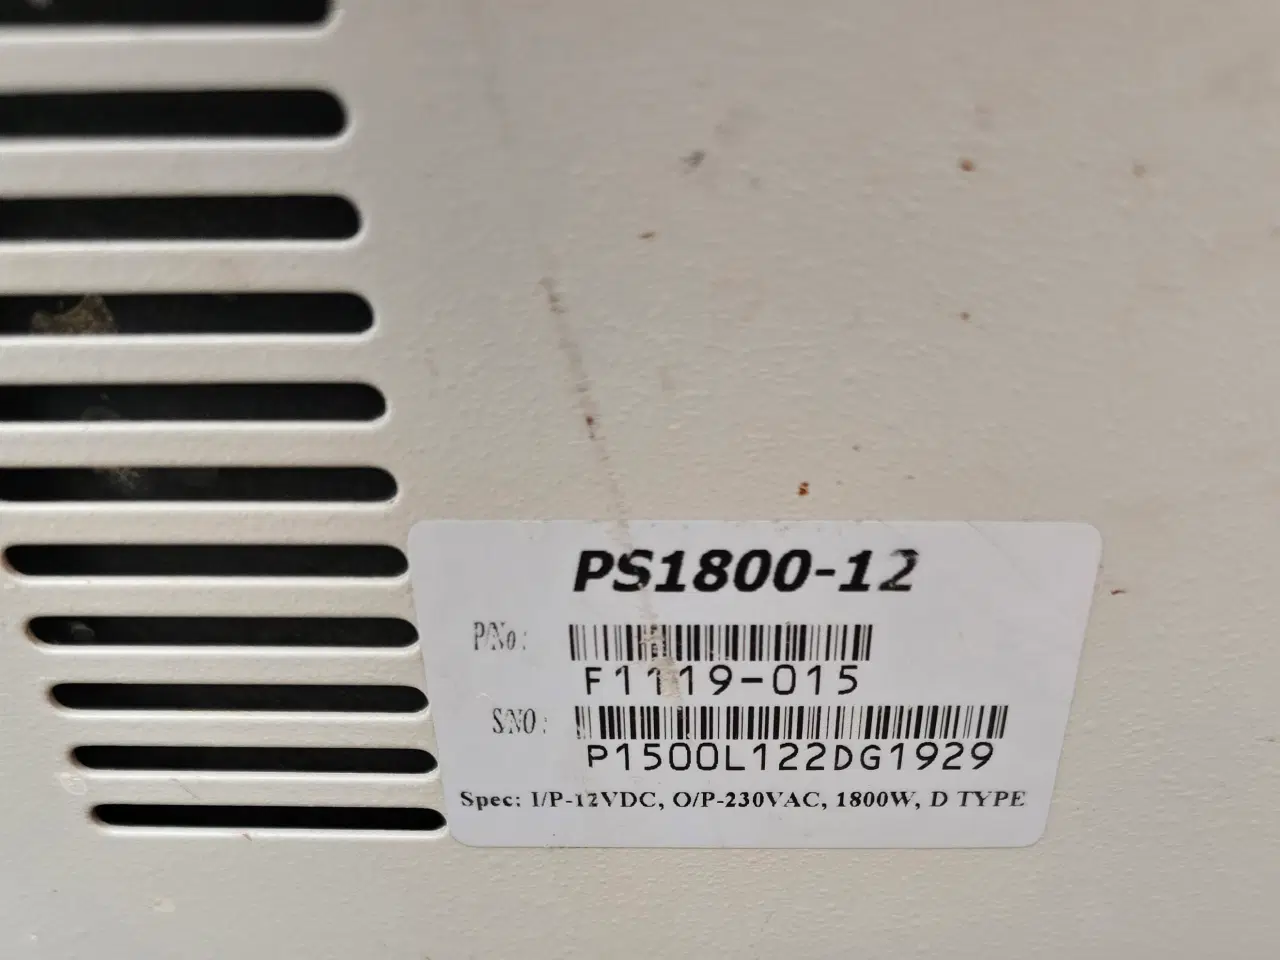 PS1800-12
P/No:
F1119-015
S/NO:
P1500L122DG1929
Spec: I/P-12VDC, O/P-230VAC, 1800W, D TYPE